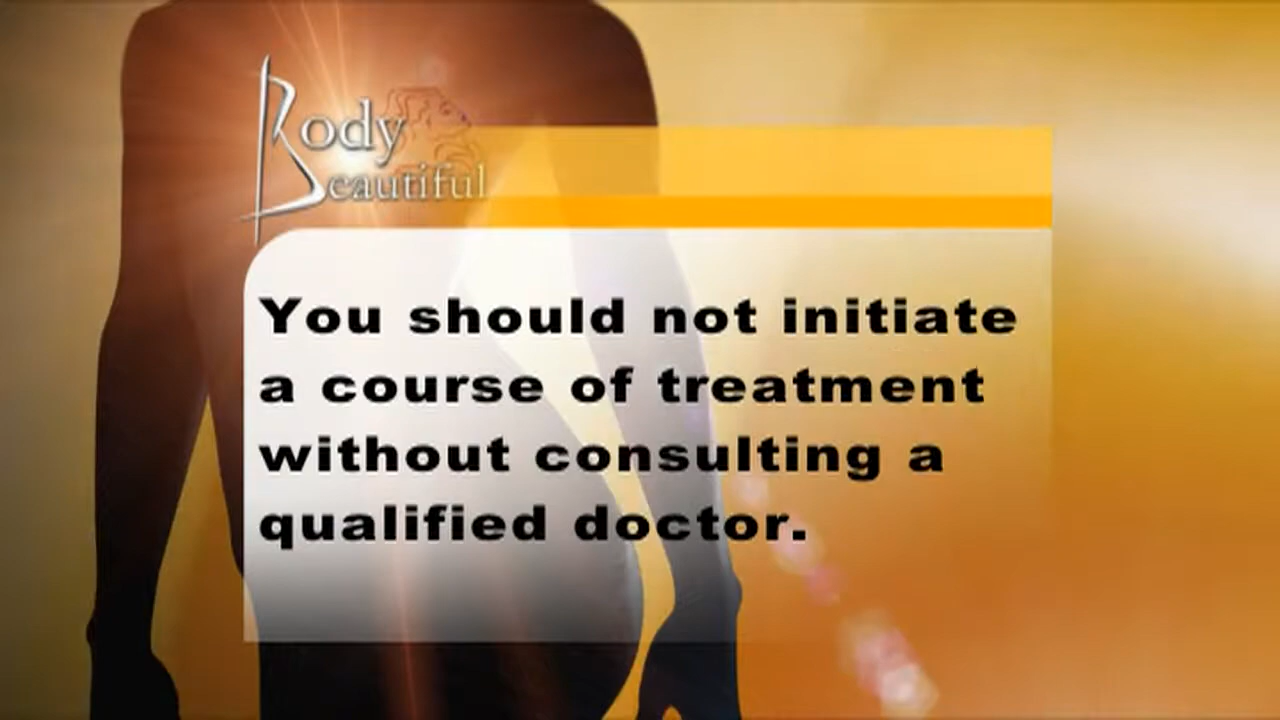 Body
Beautiful
You should not initiate
a course of treatment
without consulting a
qualified doctor.